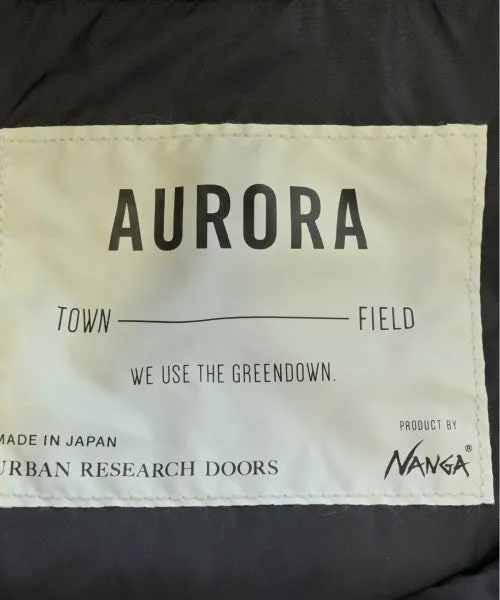 AURORA
TOWN FIELD
WE USE THE GREENDOWN.
PRODUCT BY
MADE IN JAPAN
NANGA®
URBAN RESEARCH DOORS